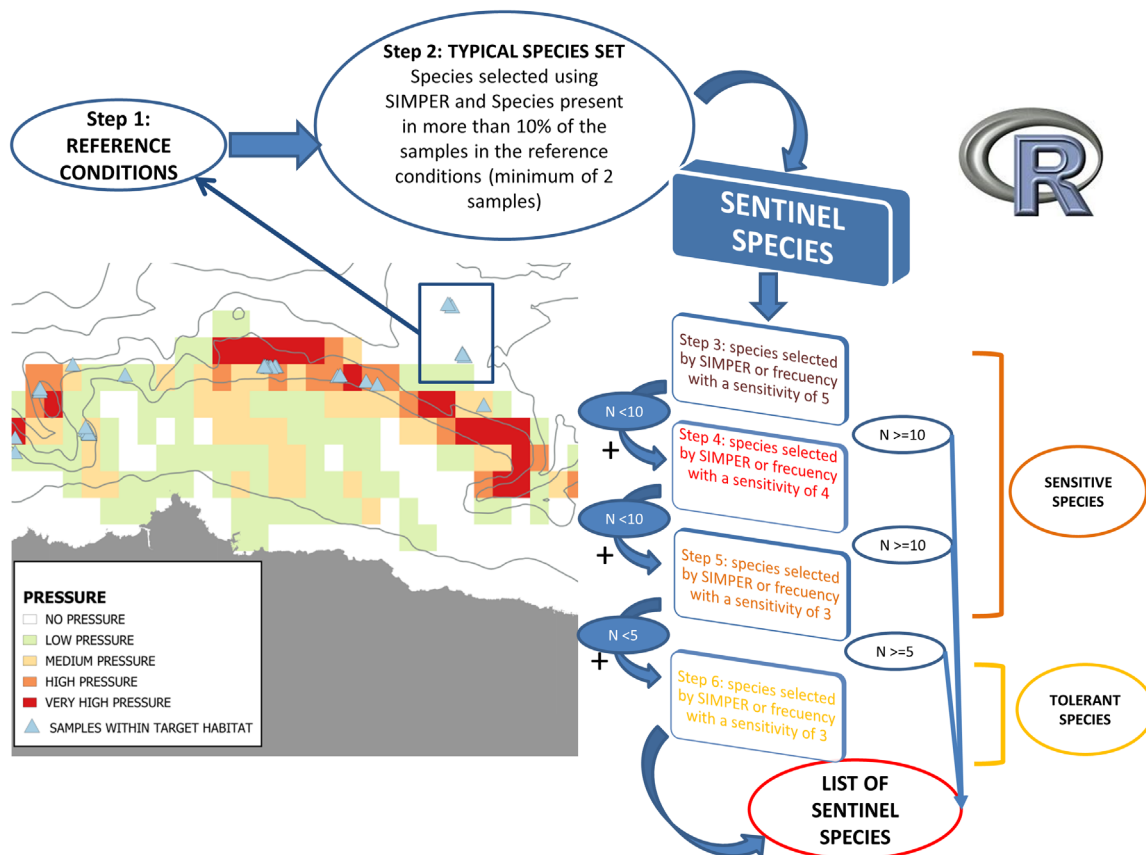 Step 1:
REFERENCE
CONDITIONS
Step 2: TYPICAL SPECIES SET
Species selected using
SIMPER and Species present
in more than 10% of the
samples in the reference
conditions (minimum of 2
samples)
R
SENTINEL
SPECIES
Step 3: species selected
by SIMPER or frecuency
with a sensitivity of 5
N <10
+
N >=10
Step 4: species selected
by SIMPER or frecuency
with a sensitivity of 4
N <10
+
N >=10
Step 5: species selected
by SIMPER or frecuency
with a sensitivity of 3
N <5
+
N >=5
Step 6: species selected
by SIMPER or frecuency
with a sensitivity of 3
SENSITIVE
SPECIES
TOLERANT
SPECIES
LIST OF
SENTINEL
SPECIES
PRESSURE
NO PRESSURE
LOW PRESSURE
MEDIUM PRESSURE
HIGH PRESSURE
VERY HIGH PRESSURE
SAMPLES WITHIN TARGET HABITAT